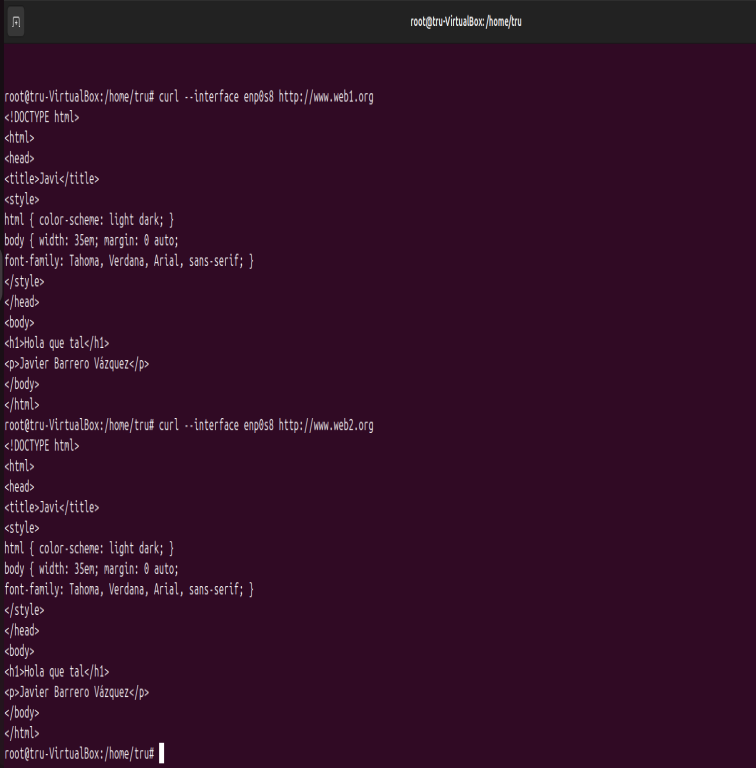 root@tru-VirtualBox: /home/tru
root@tru-VirtualBox:/home/tru# curl --interface enp0s8 http://www.web1.org
<!DOCTYPE html>
<html>
<head>
<title>Javi</title>
<style>
html { color-scheme: light dark; }
body { width: 35em; margin: 0 auto;
font-family: Tahoma, Verdana, Arial, sans-serif; }
</style>
</head>
<body>
<h1>Hola que tal</h1>
<p>Javier Barrero Vázquez</p>
</body>
</html>
root@tru-VirtualBox:/home/tru# curl --interface enp0s8 http://www.web2.org
<!DOCTYPE html>
<html>
<head>
<title>Javi</title>
<style>
html { color-scheme: light dark; }
body { width: 35em; margin: 0 auto;
font-family: Tahoma, Verdana, Arial, sans-serif; }
</style>
</head>
<body>
<h1>Hola que tal</h1>
<p>Javier Barrero Vázquez</p>
</body>
</html>
root@tru-VirtualBox:/home/tru#